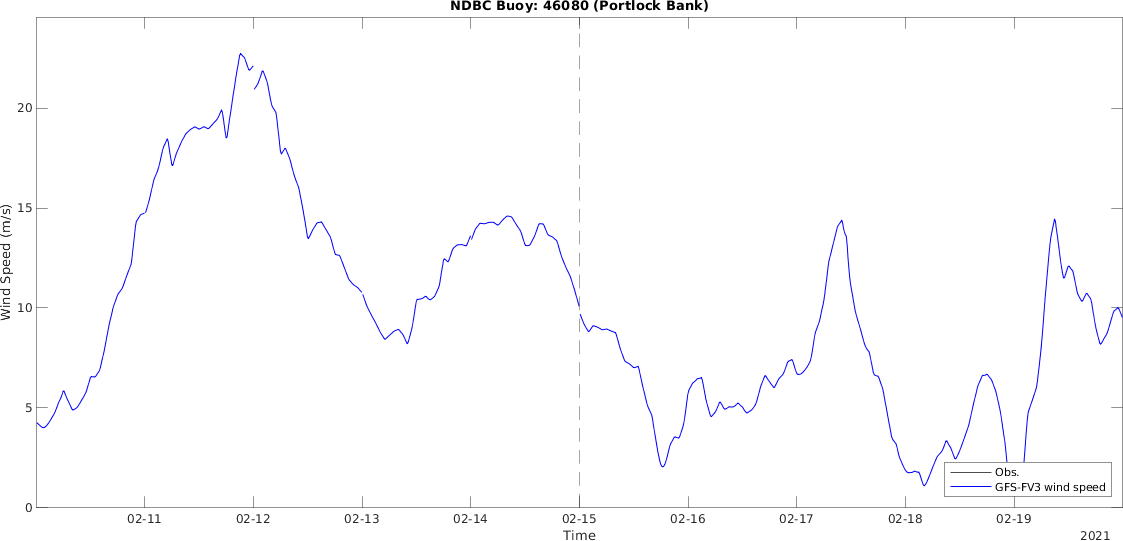 NDBC Buoy: 46080 (Portlock Bank)
Wind Speed (m/s)
20
15
10
5
0
Obs.
GFS-FV3 wind speed
02-11 02-12 02-13 02-14 02-15 02-16 02-17 02-18 02-19
Time
2021